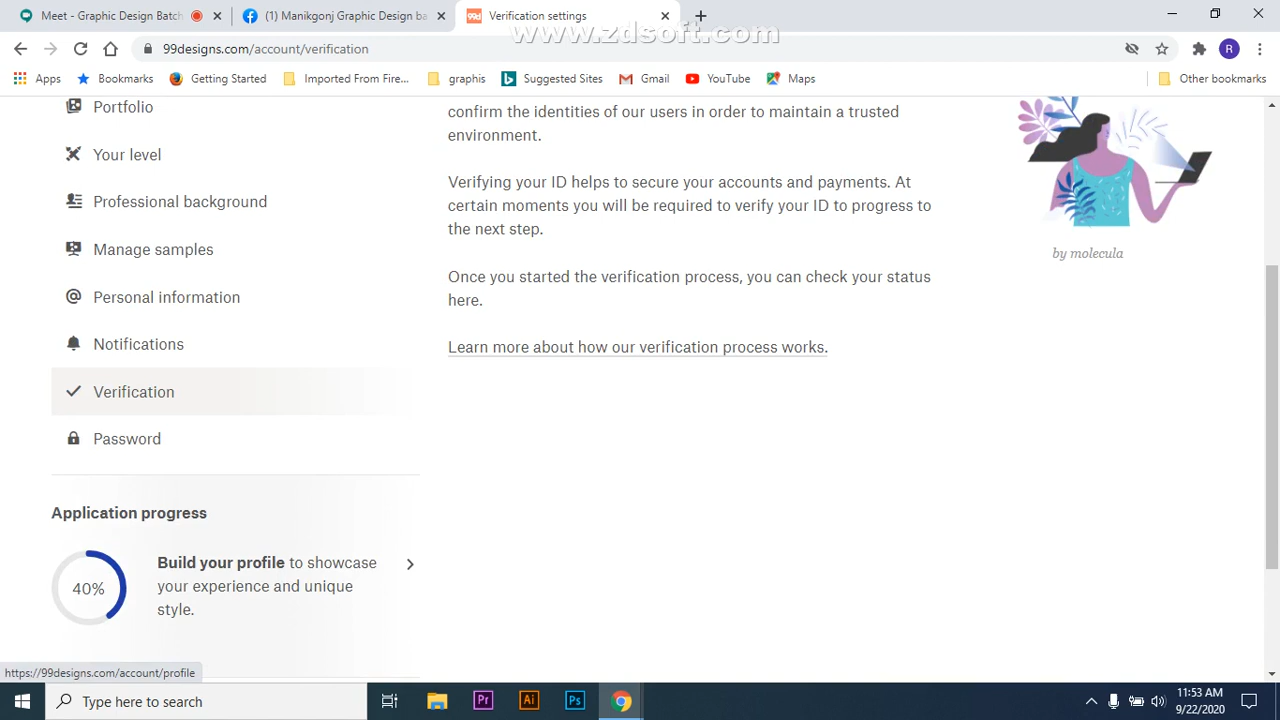 Meet - Graphic Design Batch
(1) Manikgonj Graphic Design ba
Verification settings
www.zdsoft.com
99designs.com/account/verification
R
Apps
Bookmarks
Getting Started
Imported From Fire...
graphis
Suggested Sites
Gmail
YouTube
Maps
Other bookmarks
Portfolio
Your level
Professional background
Manage samples
Personal information
Notifications
Verification
Password
Application progress
40%
Build your profile to showcase
your experience and unique
style.
confirm the identities of our users in order to maintain a trusted
environment.
Verifying your ID helps to secure your accounts and payments. At
certain moments you will be required to verify your ID to progress to
the next step.
Once you started the verification process, you can check your status
here.
Learn more about how our verification process works.
by molecula
https://99designs.com/account/profile
Type here to search
Pr
Ai
Ps
11:53 AM
9/22/2020